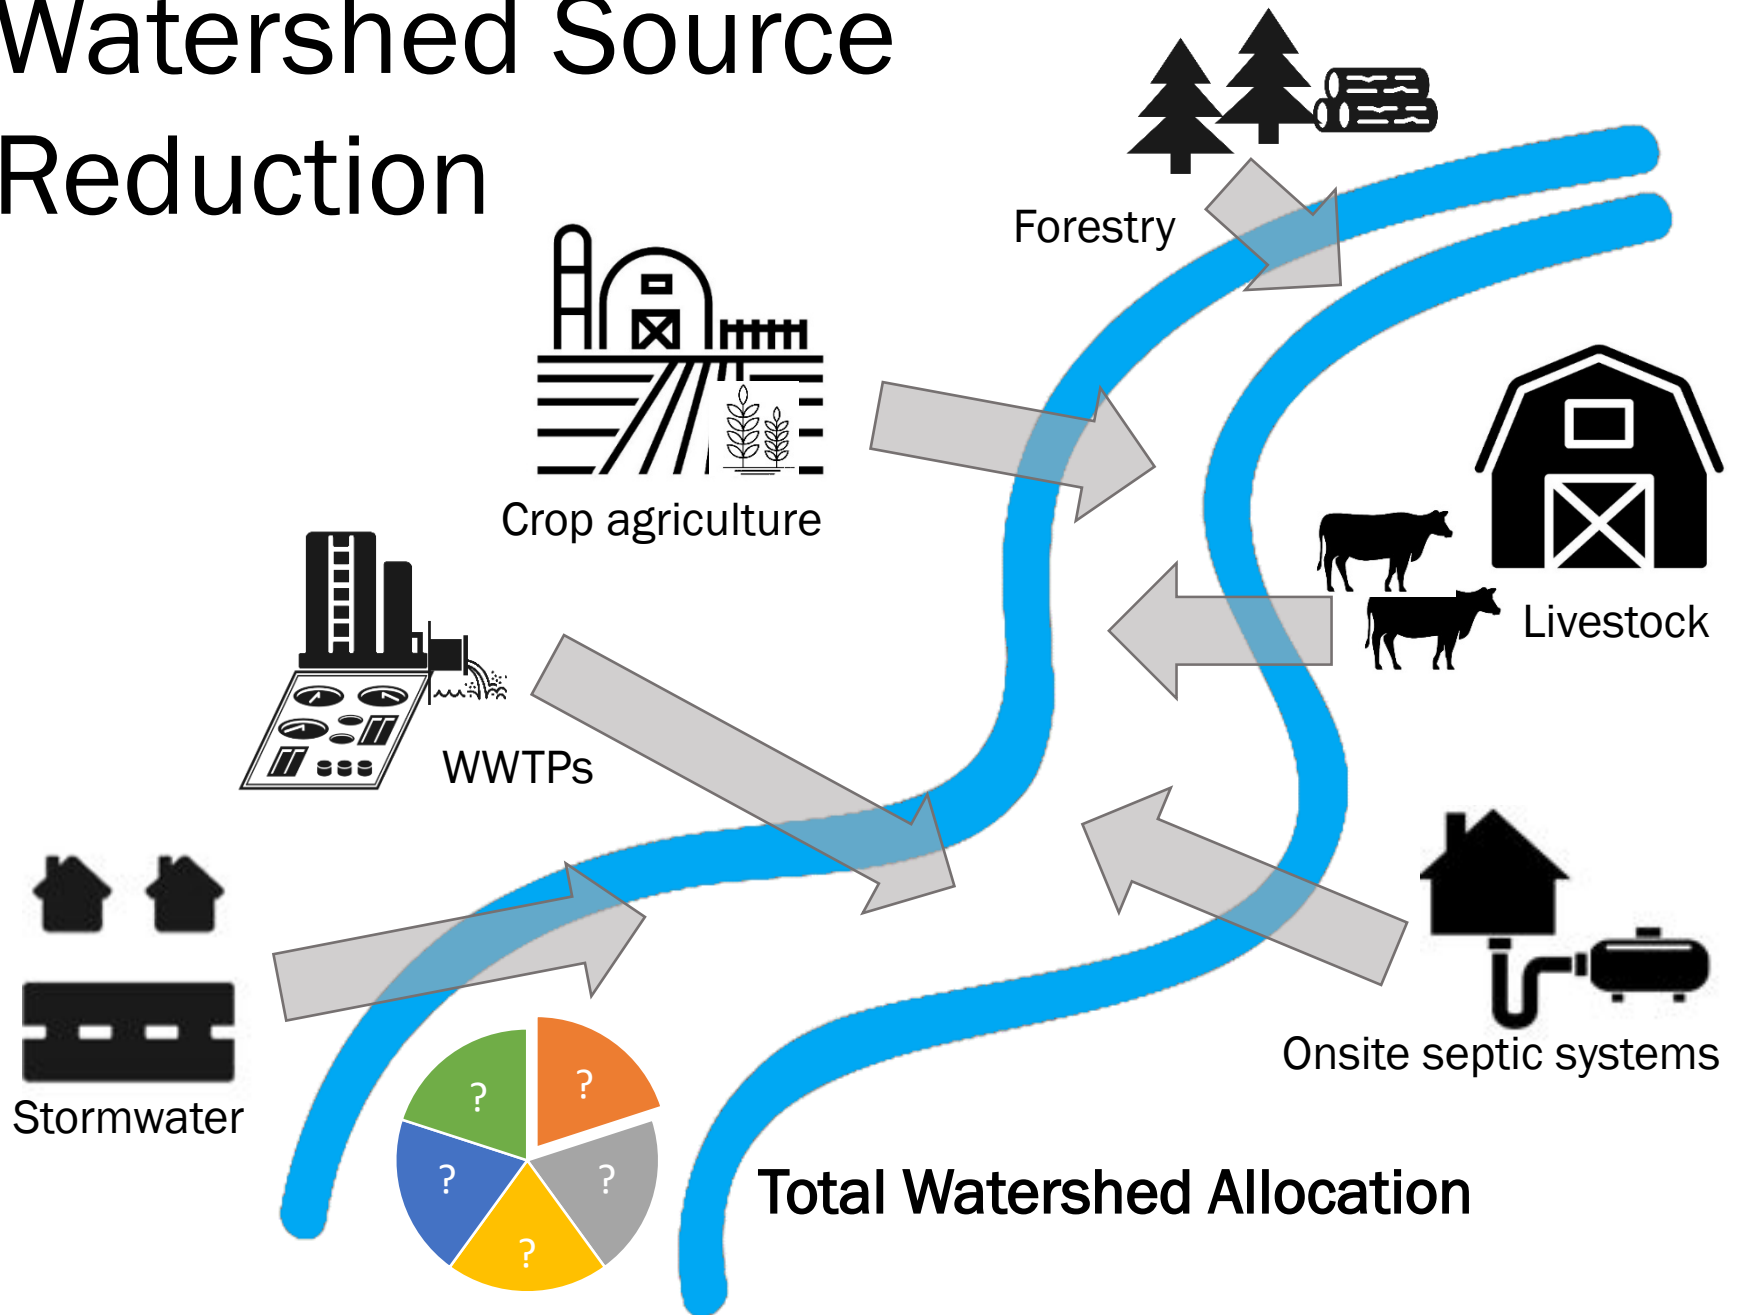 Watershed Source
Reduction
Forestry
Crop agriculture
Livestock
WWTPs
Onsite septic systems
Stormwater
?
?
?
?
?
Total Watershed Allocation